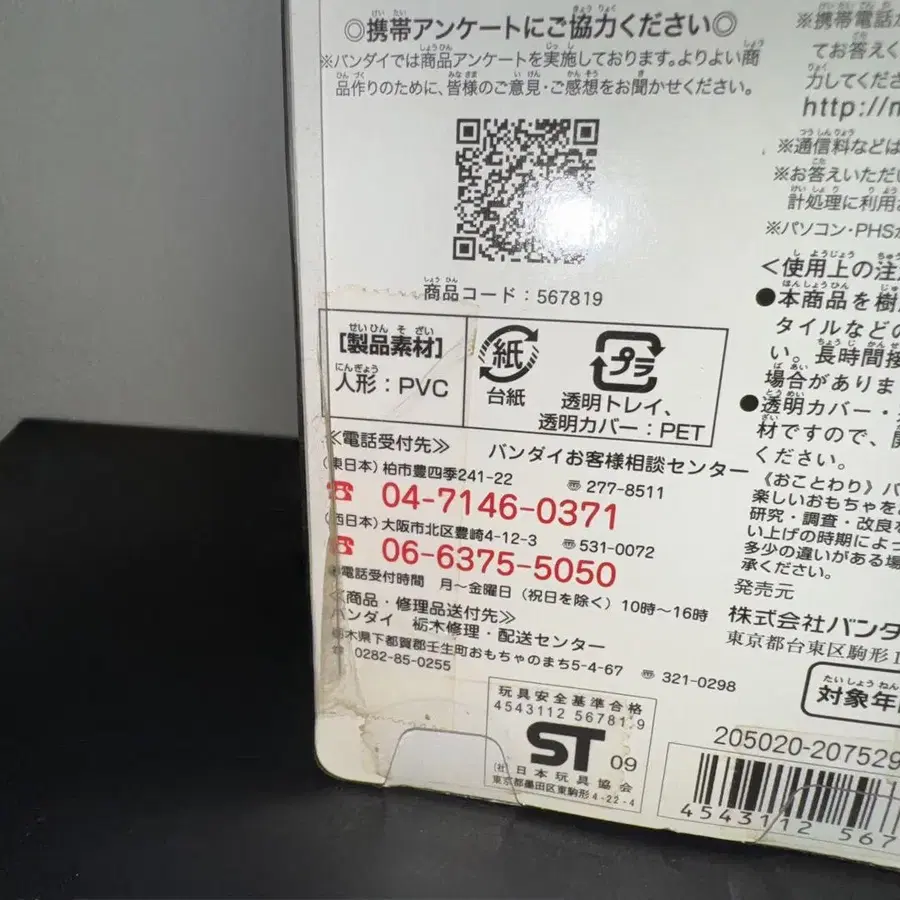 ◎携帯アンケートにご協力ください◎
※バンダイでは商品アンケートを実施しております。よりよい商
品作りのために、皆様のご意見・ご感想をお聞かせください。
商品コード：567819
[製品素材]
人形：PVC
紙
台紙
プラ
透明トレイ、
透明カバー：PET
≪電話受付先≫
バンダイお客様相談センター
(東日本) 柏市豊四季241-22 〠277-8511
☎ 04-7146-0371
(西日本) 大阪市北区豊崎4-12-3 〠531-0072
☎ 06-6375-5050
●電話受付時間 月～金曜日（祝日を除く）10時～16時
≪商品・修理品送付先≫
バンダイ 栃木修理・配送センター
栃木県下都賀郡壬生町おもちゃのまち5-4-67 〠321-0298
0282-85-0255
玩具安全基準合格
4543112 567819
ST 09
(社)日本玩具協会
東京都墨田区東駒形4-22-4
※携帯電話か
てお答えく
力してくださ
http://m
※通信料などは
※お答えいただい
計処理に利用
※パソコン・PHSか
＜使用上の注
●本商品を樹
タイルなどの
い。長時間接
場合がありま
●透明カバー・
材ですので、開
ください。
《おことわり》パ
楽しいおもちゃを
研究・調査・改良を
い上げの時期によっ
多少の違いがある場
承ください。
発売元
株式会社バンダ
東京都台東区駒形1
対象年
205020-207529
4543112 567